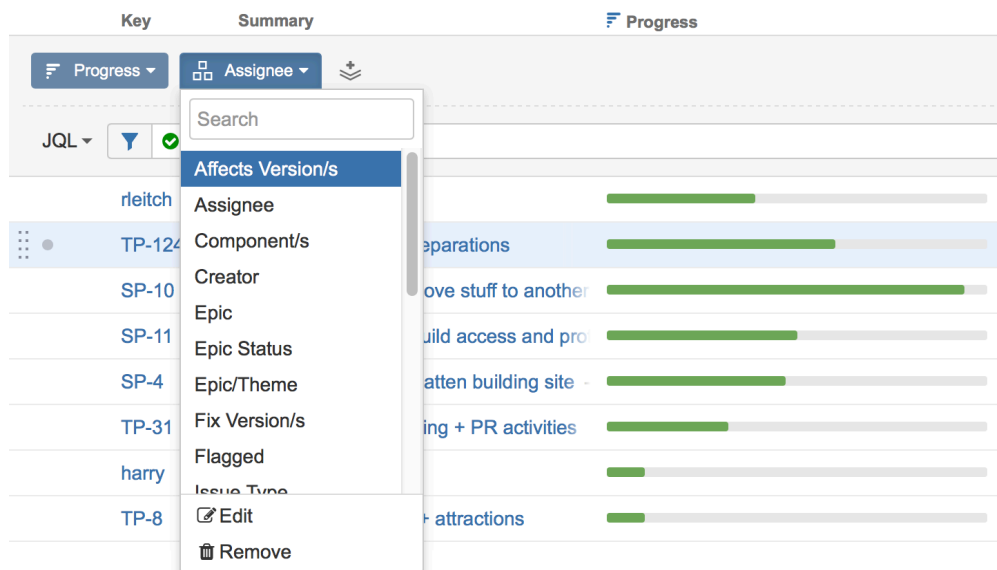 Key Summary Progress
Progress Assignee
Search
JQL
Affects Version/s
rleitch
Assignee
TP-124 eparations
Component/s
Creator
SP-10 ove stuff to another
Epic
SP-11 uild access and pro
Epic Status
SP-4 atten building site -
Epic/Theme
Fix Version/s
TP-31 ing + PR activities
Flagged
harry
Issue Type
Edit
TP-8 + attractions
Remove